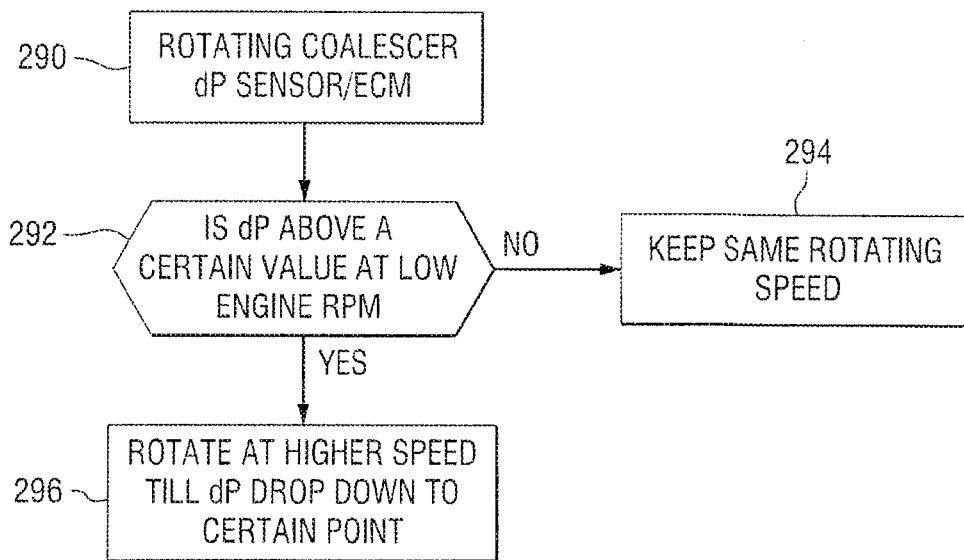 290
ROTATING COALESCER
dP SENSOR/ECM
292
IS dP ABOVE A
CERTAIN VALUE AT LOW
ENGINE RPM
NO
294
KEEP SAME ROTATING
SPEED
YES
296
ROTATE AT HIGHER SPEED
TILL dP DROP DOWN TO
CERTAIN POINT